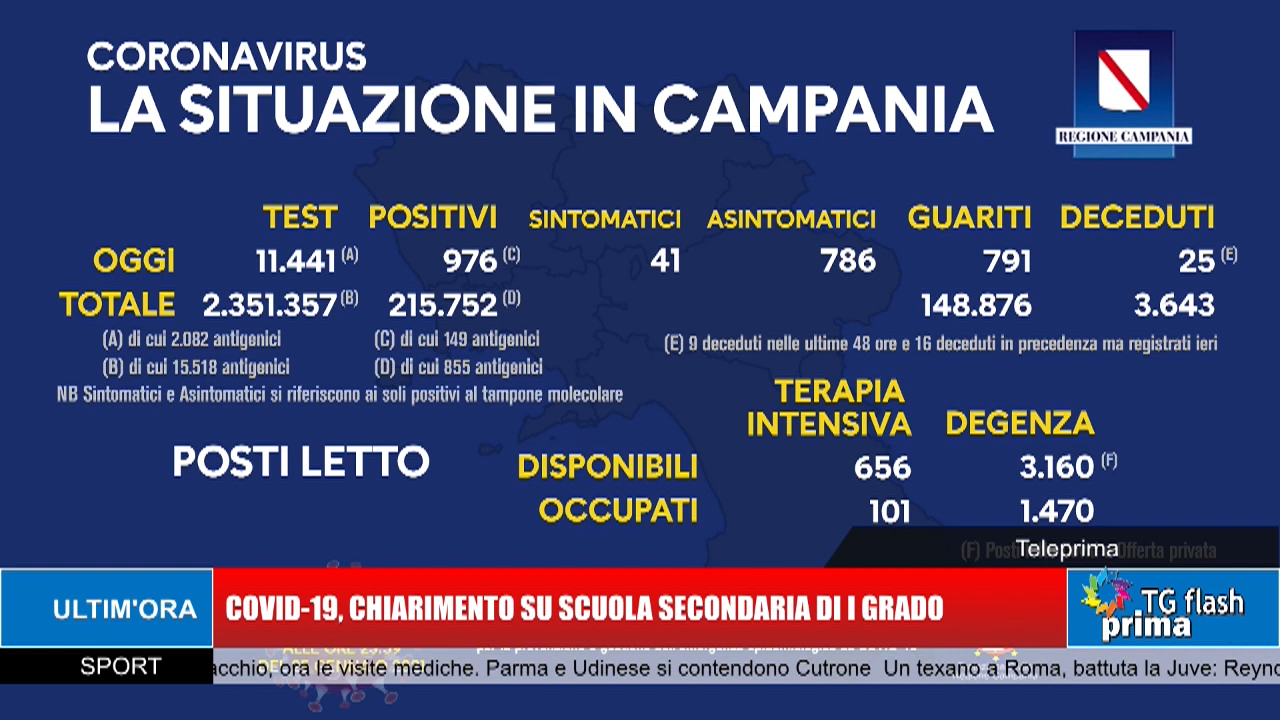 CORONAVIRUS
LA SITUAZIONE IN CAMPANIA
REGIONE CAMPANIA
TEST POSITIVI SINTOMATICI ASINTOMATICI GUARITI DECEDUTI
OGGI 11.441 (A) 976 (C) 41 786 791 25 (E)
TOTALE 2.351.357 (B) 215.752 (D) 148.876 3.643
(A) di cui 2.082 antigenici (C) di cui 149 antigenici (E) 9 deceduti nelle ultime 48 ore e 16 deceduti in precedenza ma registrati ieri
(B) di cui 15.518 antigenici (D) di cui 855 antigenici
NB Sintomatici e Asintomatici si riferiscono ai soli positivi al tampone molecolare
TERAPIA
INTENSIVA DEGENZA
POSTI LETTO DISPONIBILI 656 3.160 (F)
OCCUPATI 101 1.470
(F) Offerta privata
Teleprima
ULTIM'ORA COVID-19, CHIARIMENTO SU SCUOLA SECONDARIA DI I GRADO
TG flash
prima
SPORT acchio, ora le visite mediche. Parma e Udinese si contendono Cutrone Un texano a Roma, battuta la Juve: Reyno